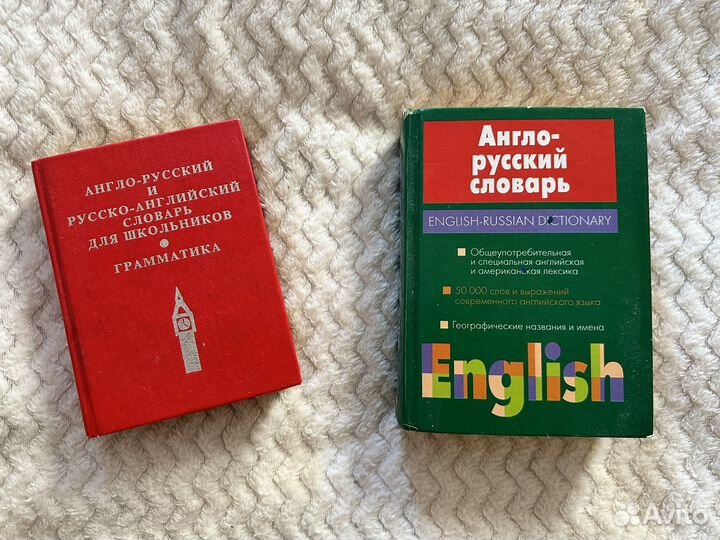 АНГЛО-РУССКИЙ
И
РУССКО-АНГЛИЙСКИЙ
СЛОВАРЬ
ДЛЯ ШКОЛЬНИКОВ
ГРАММАТИКА
Англо-
русский
словарь
ENGLISH-RUSSIAN DICTIONARY
Общеупотребительная
и специальная английская
и американская лексика
50 000 слов и выражений
современного английского языка
Географические названия и имена
English
Avito